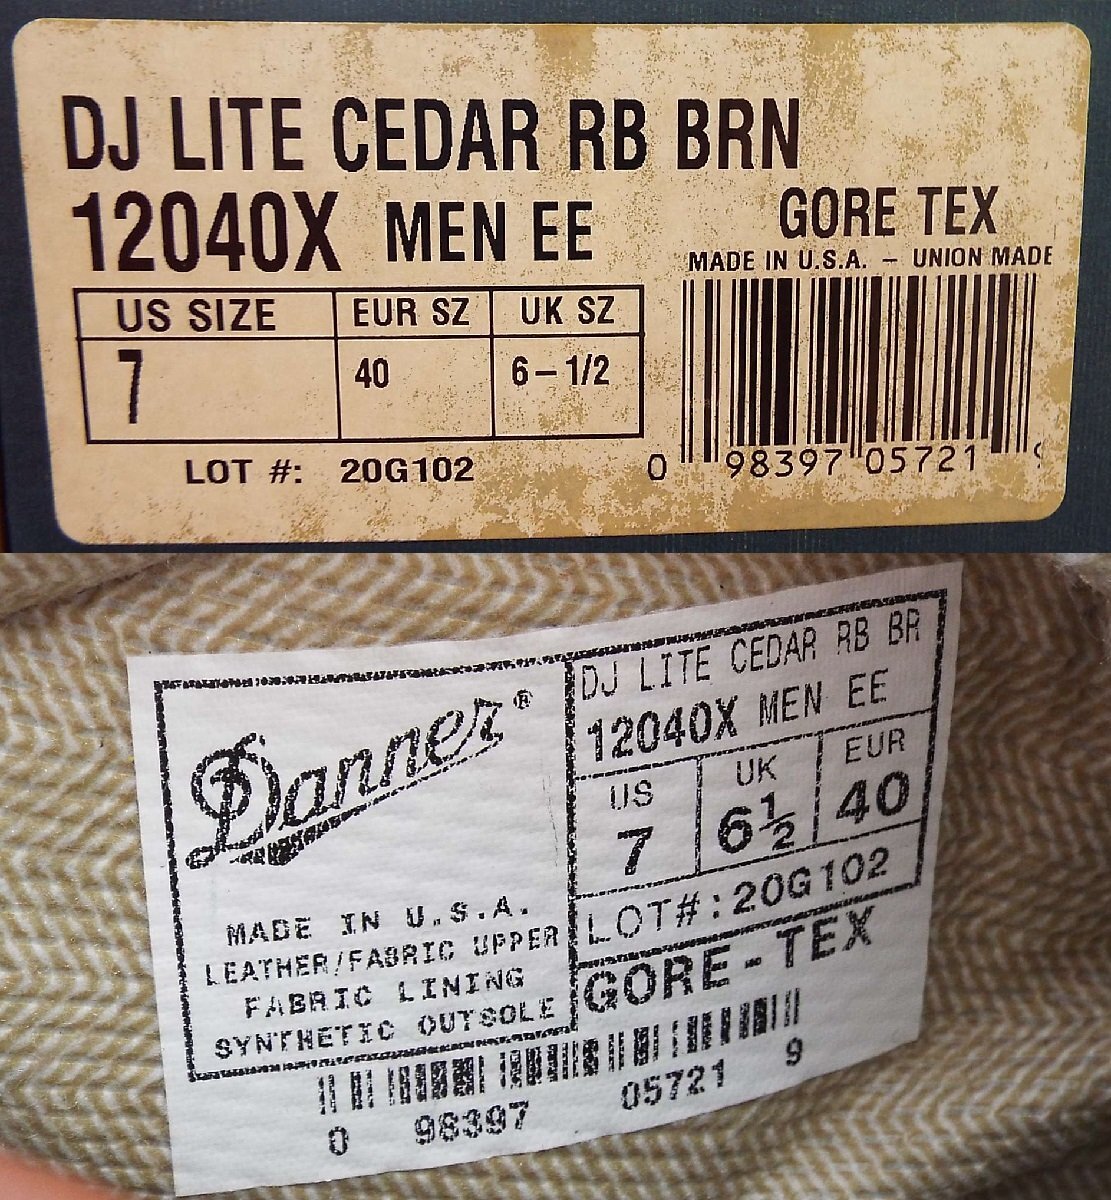 DJ LITE CEDAR RB BRN
12040X MEN EE
GORE TEX
MADE IN U.S.A. – UNION MADE
US SIZE EUR SZ UK SZ
7 40 6–1/2
LOT #: 20G102
0 98397 05721
Danner®
MADE IN U.S.A.
LEATHER/FABRIC UPPER
FABRIC LINING
SYNTHETIC OUTSOLE
DJ LITE CEDAR RB BR
12040X MEN EE
US UK EUR
7 6½ 40
LOT#:20G102
GORE-TEX
0 98397 05721 9